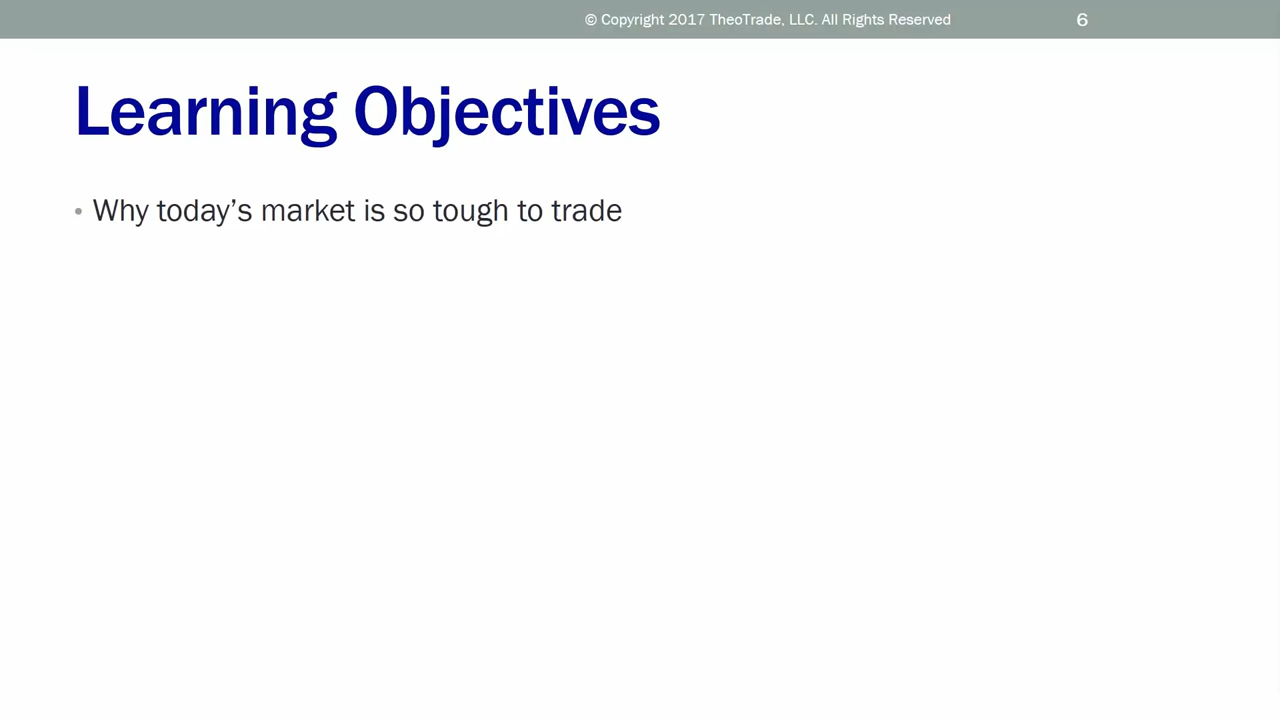 © Copyright 2017 TheoTrade, LLC. All Rights Reserved
6
Learning Objectives
• Why today’s market is so tough to trade